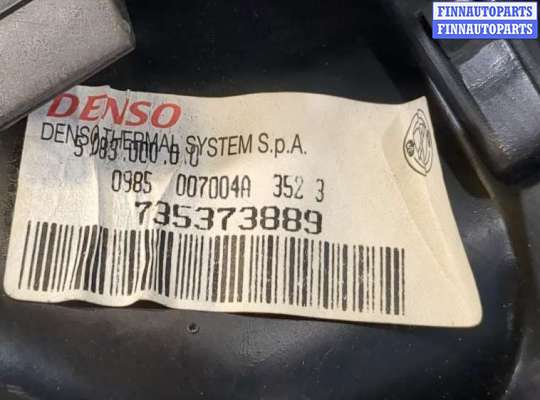 FINNAUTOPARTS
FINNAUTOPARTS
DENSO
DENSO THERMAL SYSTEM S.p.A.
0985 007004A 352 3
735373889